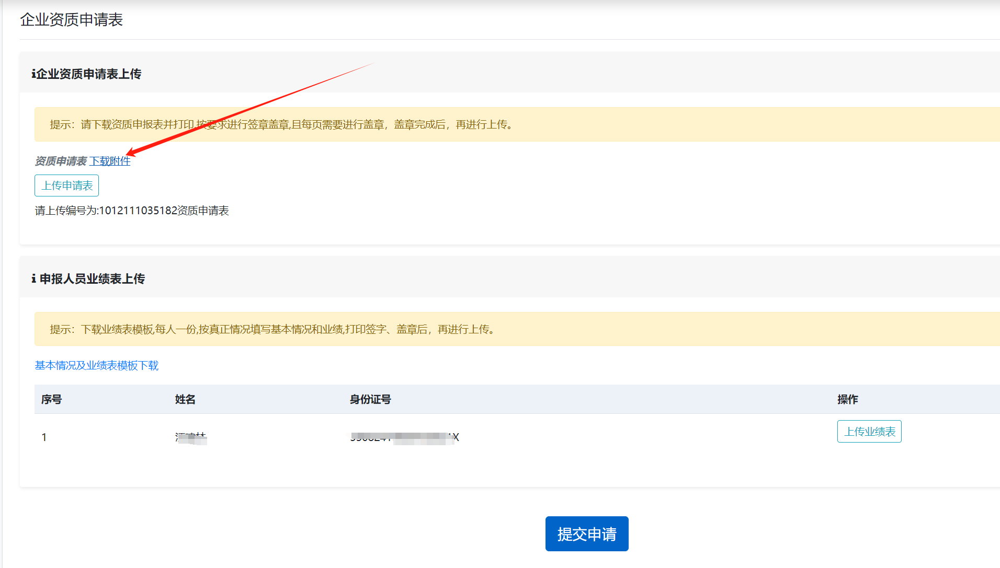 企业资质申请表
i企业资质申请表上传
提示：请下载资质申报表并打印,按要求进行签章盖章,且每页需要进行盖章，盖章完成后，再进行上传。
资质申请表 下载附件
上传申请表
请上传编号为:1012111035182资质申请表
i 申报人员业绩表上传
提示：下载业绩表模板,每人一份,按真正情况填写基本情况和业绩,打印签字、盖章后，再进行上传。
基本情况及业绩表模板下载
序号 姓名 身份证号 操作
1 X 上传业绩表
提交申请